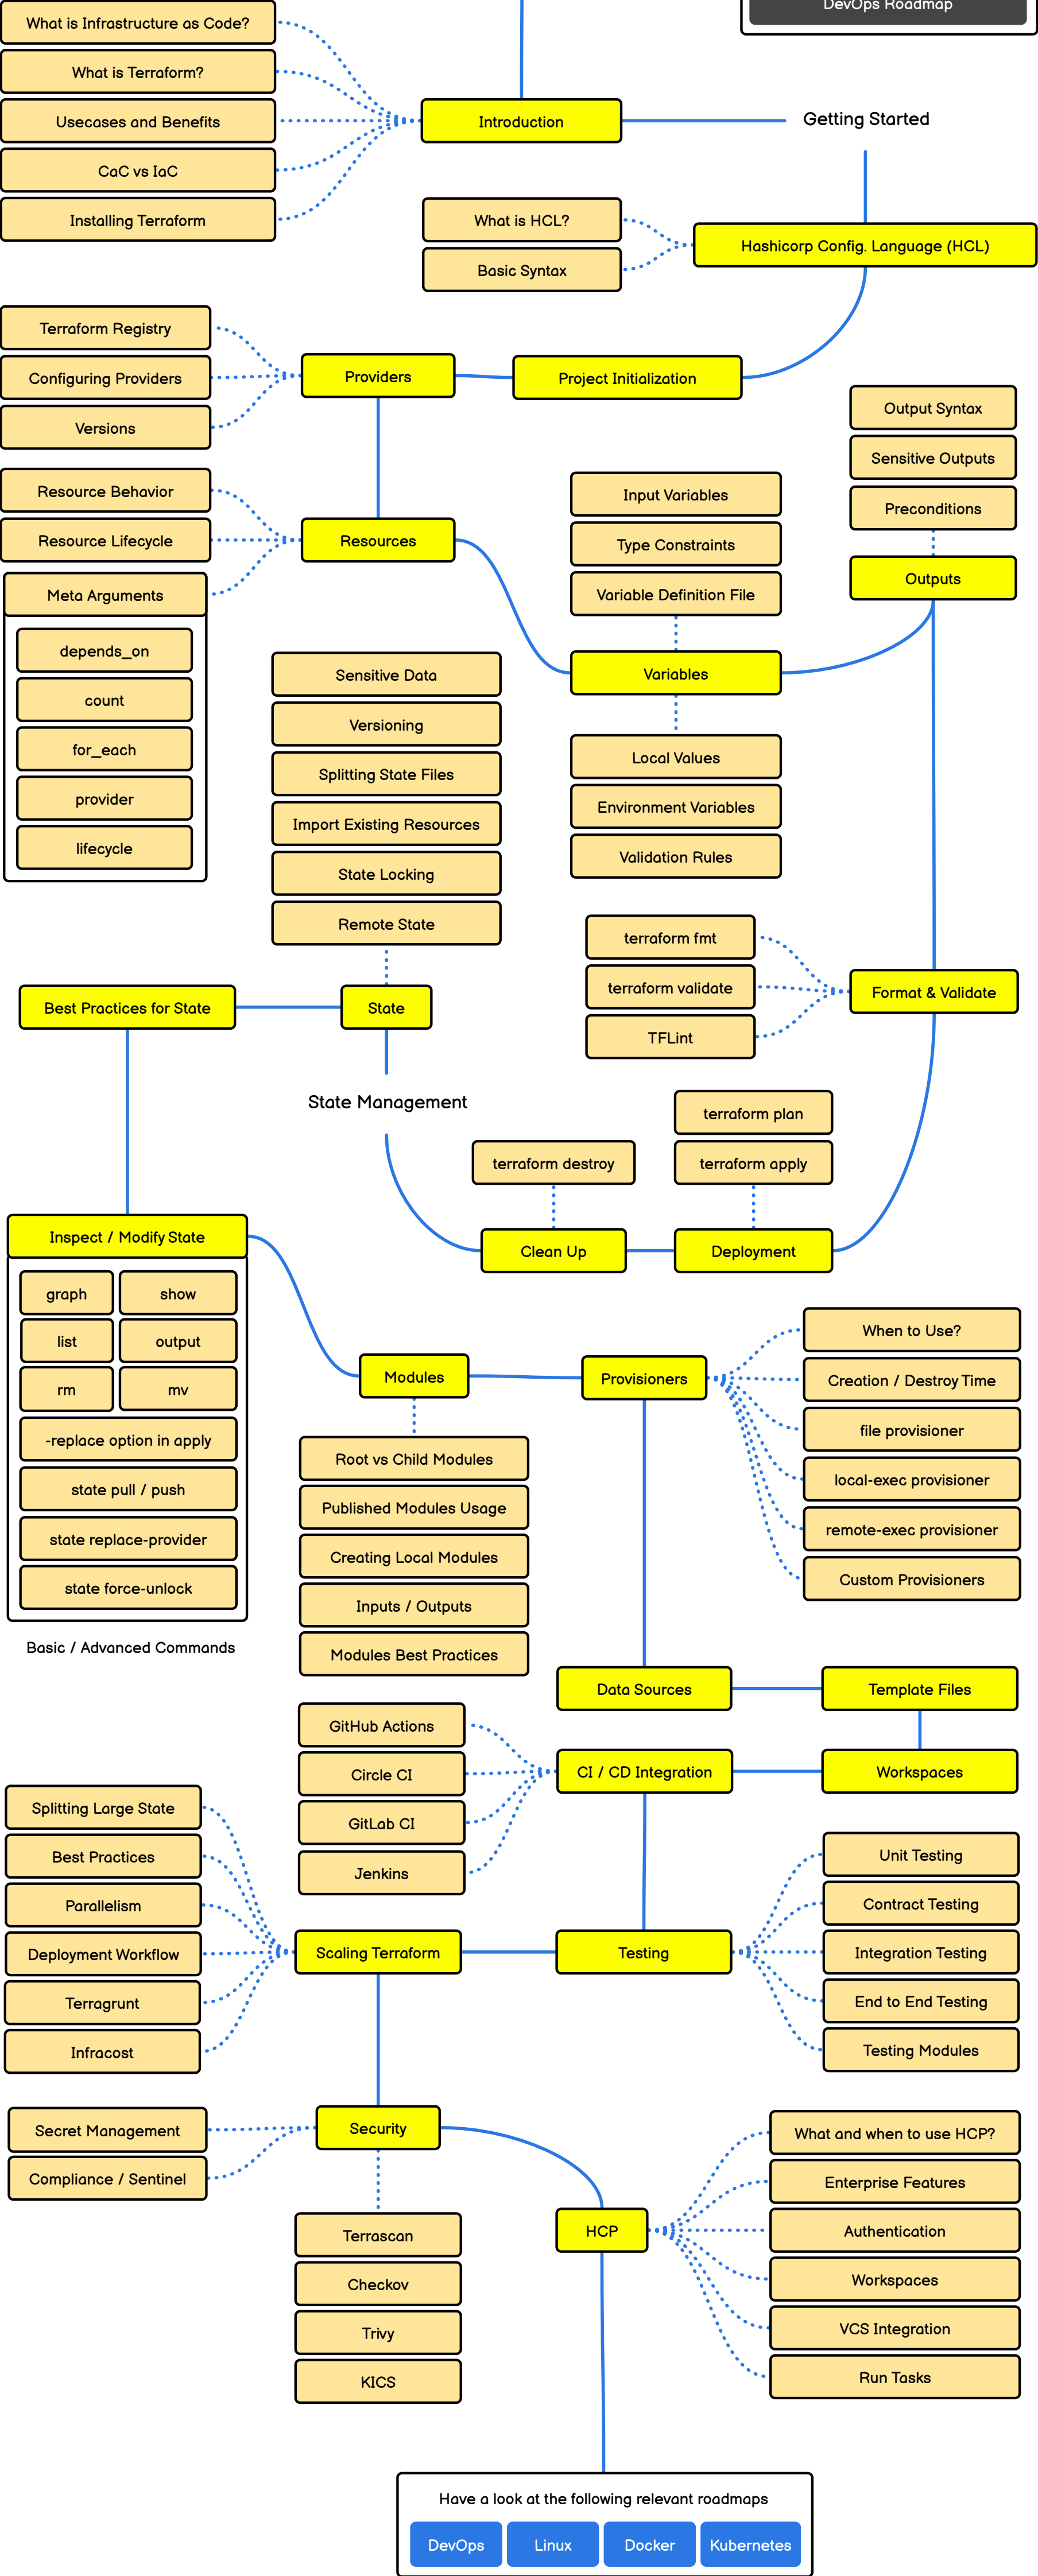 DevOps Roadmap
What is Infrastructure as Code?
What is Terraform?
Usecases and Benefits
CaC vs IaC
Installing Terraform
Introduction
Getting Started
What is HCL?
Basic Syntax
Hashicorp Config. Language (HCL)
Project Initialization
Providers
Terraform Registry
Configuring Providers
Versions
Resources
Resource Behavior
Resource Lifecycle
Meta Arguments
depends_on
count
for_each
provider
lifecycle
Input Variables
Type Constraints
Variable Definition File
Variables
Local Values
Environment Variables
Validation Rules
Output Syntax
Sensitive Outputs
Preconditions
Outputs
terraform fmt
terraform validate
TFLint
Format & Validate
terraform plan
terraform apply
Deployment
terraform destroy
Clean Up
State Management
Sensitive Data
Versioning
Splitting State Files
Import Existing Resources
State Locking
Remote State
State
Best Practices for State
Inspect / Modify State
graph
show
list
output
rm
mv
-replace option in apply
state pull / push
state replace-provider
state force-unlock
Basic / Advanced Commands
Modules
Root vs Child Modules
Published Modules Usage
Creating Local Modules
Inputs / Outputs
Modules Best Practices
Provisioners
When to Use?
Creation / Destroy Time
file provisioner
local-exec provisioner
remote-exec provisioner
Custom Provisioners
Data Sources
Template Files
Workspaces
CI / CD Integration
GitHub Actions
Circle CI
GitLab CI
Jenkins
Testing
Unit Testing
Contract Testing
Integration Testing
End to End Testing
Testing Modules
Scaling Terraform
Splitting Large State
Best Practices
Parallelism
Deployment Workflow
Terragrunt
Infracost
Security
Secret Management
Compliance / Sentinel
Terrascan
Checkov
Trivy
KICS
HCP
What and when to use HCP?
Enterprise Features
Authentication
Workspaces
VCS Integration
Run Tasks
Have a look at the following relevant roadmaps
DevOps
Linux
Docker
Kubernetes